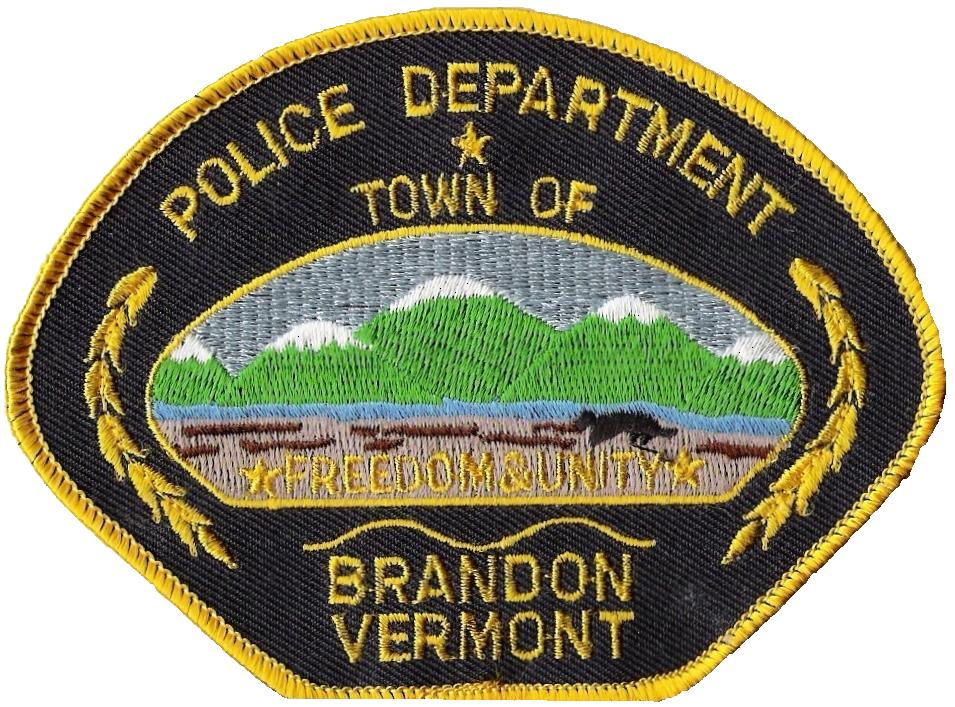 POLICE DEPARTMENT
TOWN OF
FREEDOM & UNITY
BRANDON
VERMONT